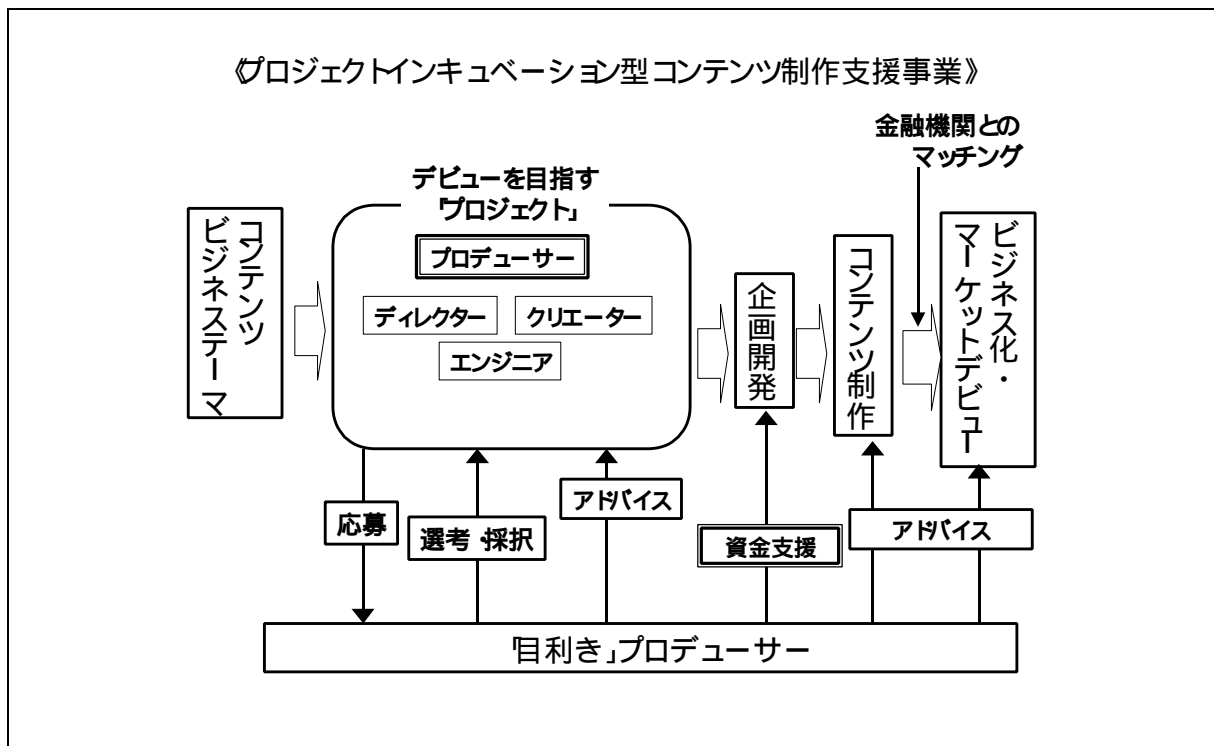 《プロジェクトインキュベーション型コンテンツ制作支援事業》
金融機関との
マッチング
デビューを目指す
「プロジェクト」
コンテンツ
ビジネステーマ
プロデューサー
ディレクター
クリエーター
エンジニア
企画開発
コンテンツ制作
ビジネス化・
マーケットデビュー
応募
選考・採択
アドバイス
資金支援
アドバイス
「目利き」プロデューサー